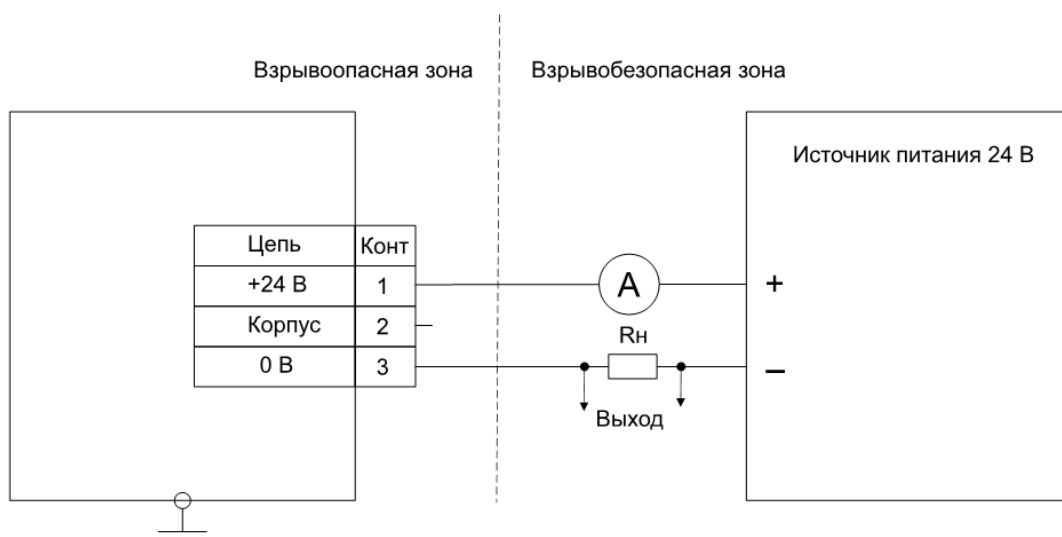 Взрывоопасная зона Взрывобезопасная зона
Источник питания 24 В
Цепь Конт
+24 В 1 A +
Корпус 2
Rн
0 В 3 –
Выход